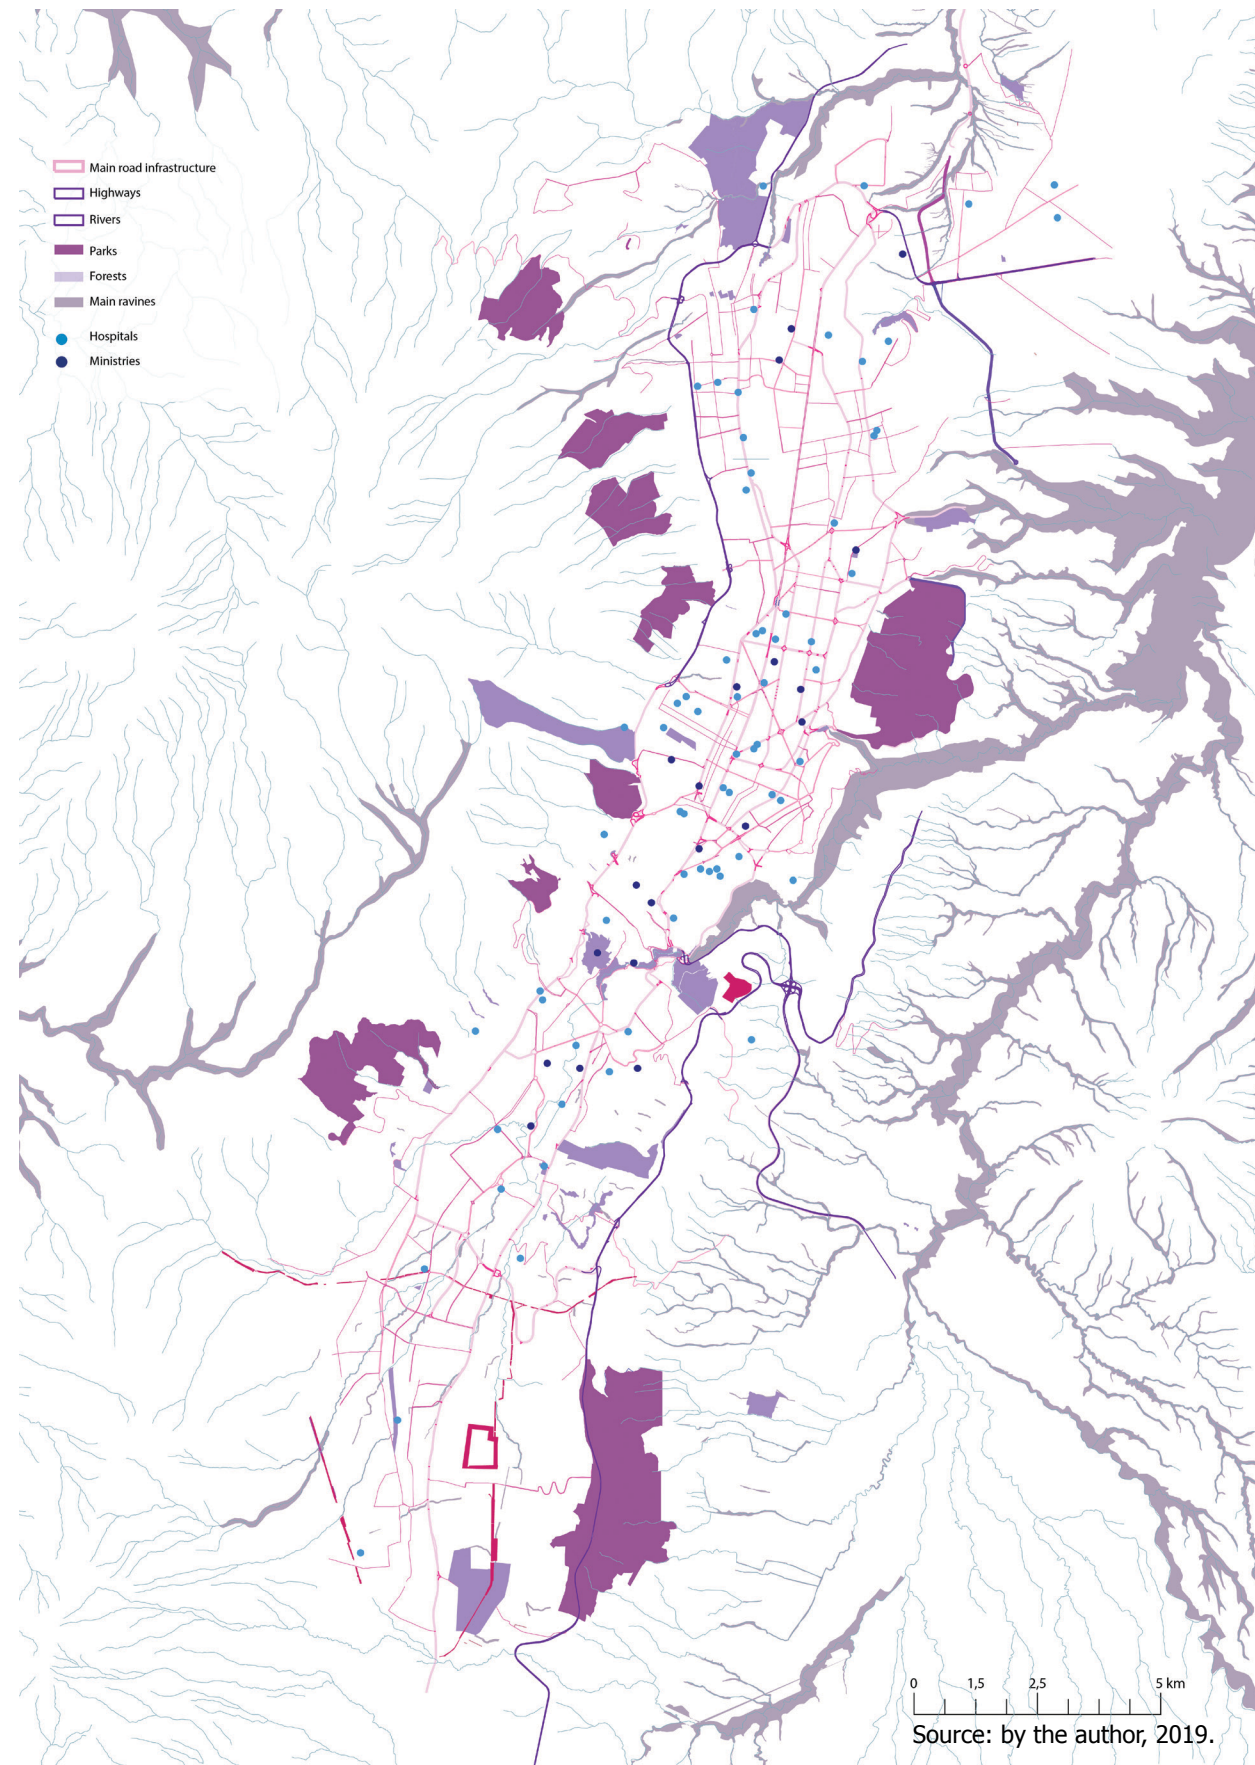 Main road infrastructure
Highways
Rivers
Parks
Forests
Main ravines
Hospitals
Ministries
0 1,5 2,5 5 km
Source: by the author, 2019.